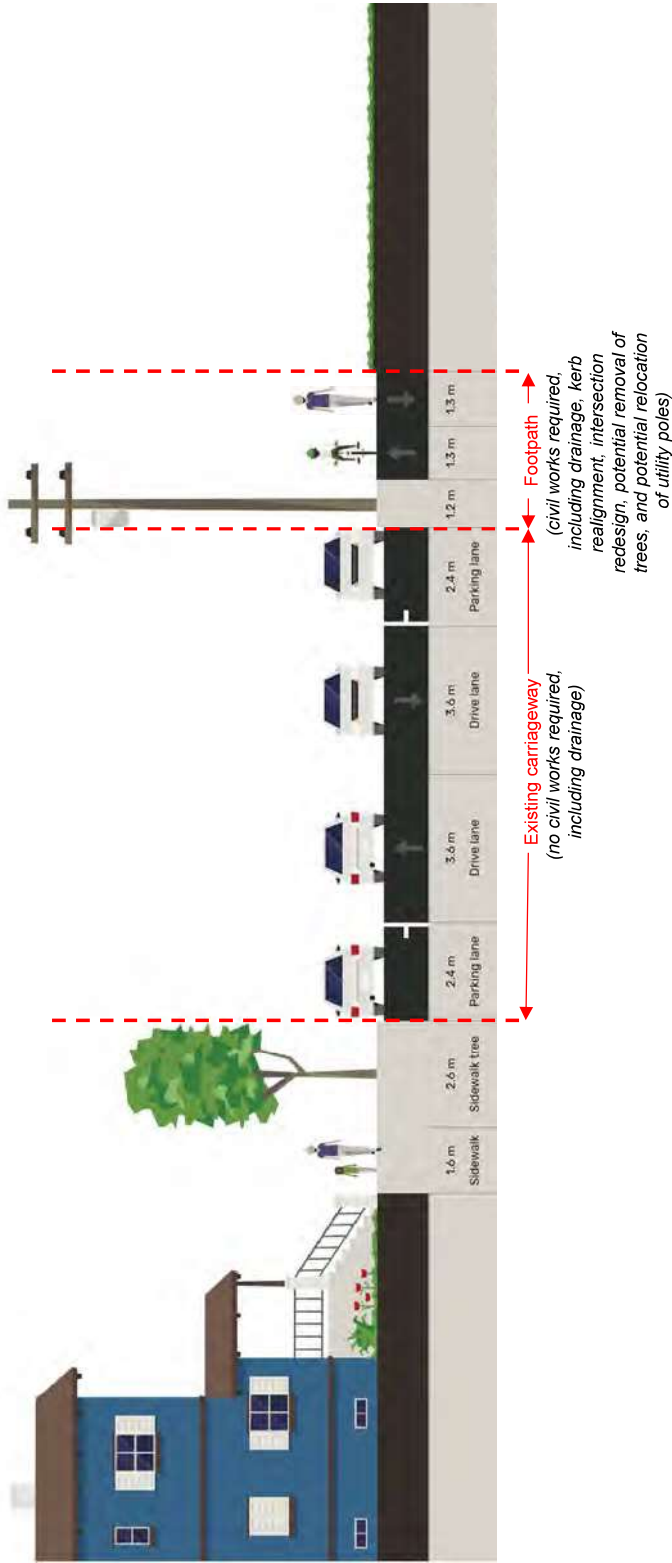 1.6 m
Sidewalk
2.6 m
Sidewalk tree
2.4 m
Parking lane
3.6 m
Drive lane
3.6 m
Drive lane
2.4 m
Parking lane
1.2 m
1.3 m
1.3 m
Existing carriageway
(no civil works required,
including drainage)
Footpath
(civil works required,
including drainage, kerb
realignment, intersection
redesign, potential removal of
trees, and potential relocation
of utility poles)